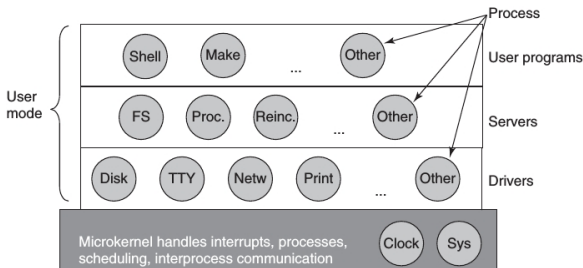 Process
Shell Make ... Other User programs
User
mode
FS Proc. Reinc. ... Other Servers
Disk TTY Netw Print ... Other Drivers
Microkernel handles interrupts, processes,
scheduling, interprocess communication
Clock Sys